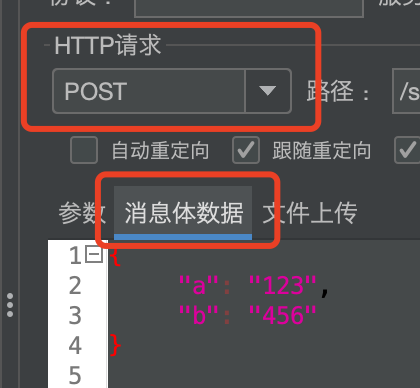 协议：
服务
HTTP请求
POST
路径：
/s
自动重定向
跟随重定向
参数
消息体数据
文件上传
1 {
2 "a": "123",
3 "b": "456"
4 }
5